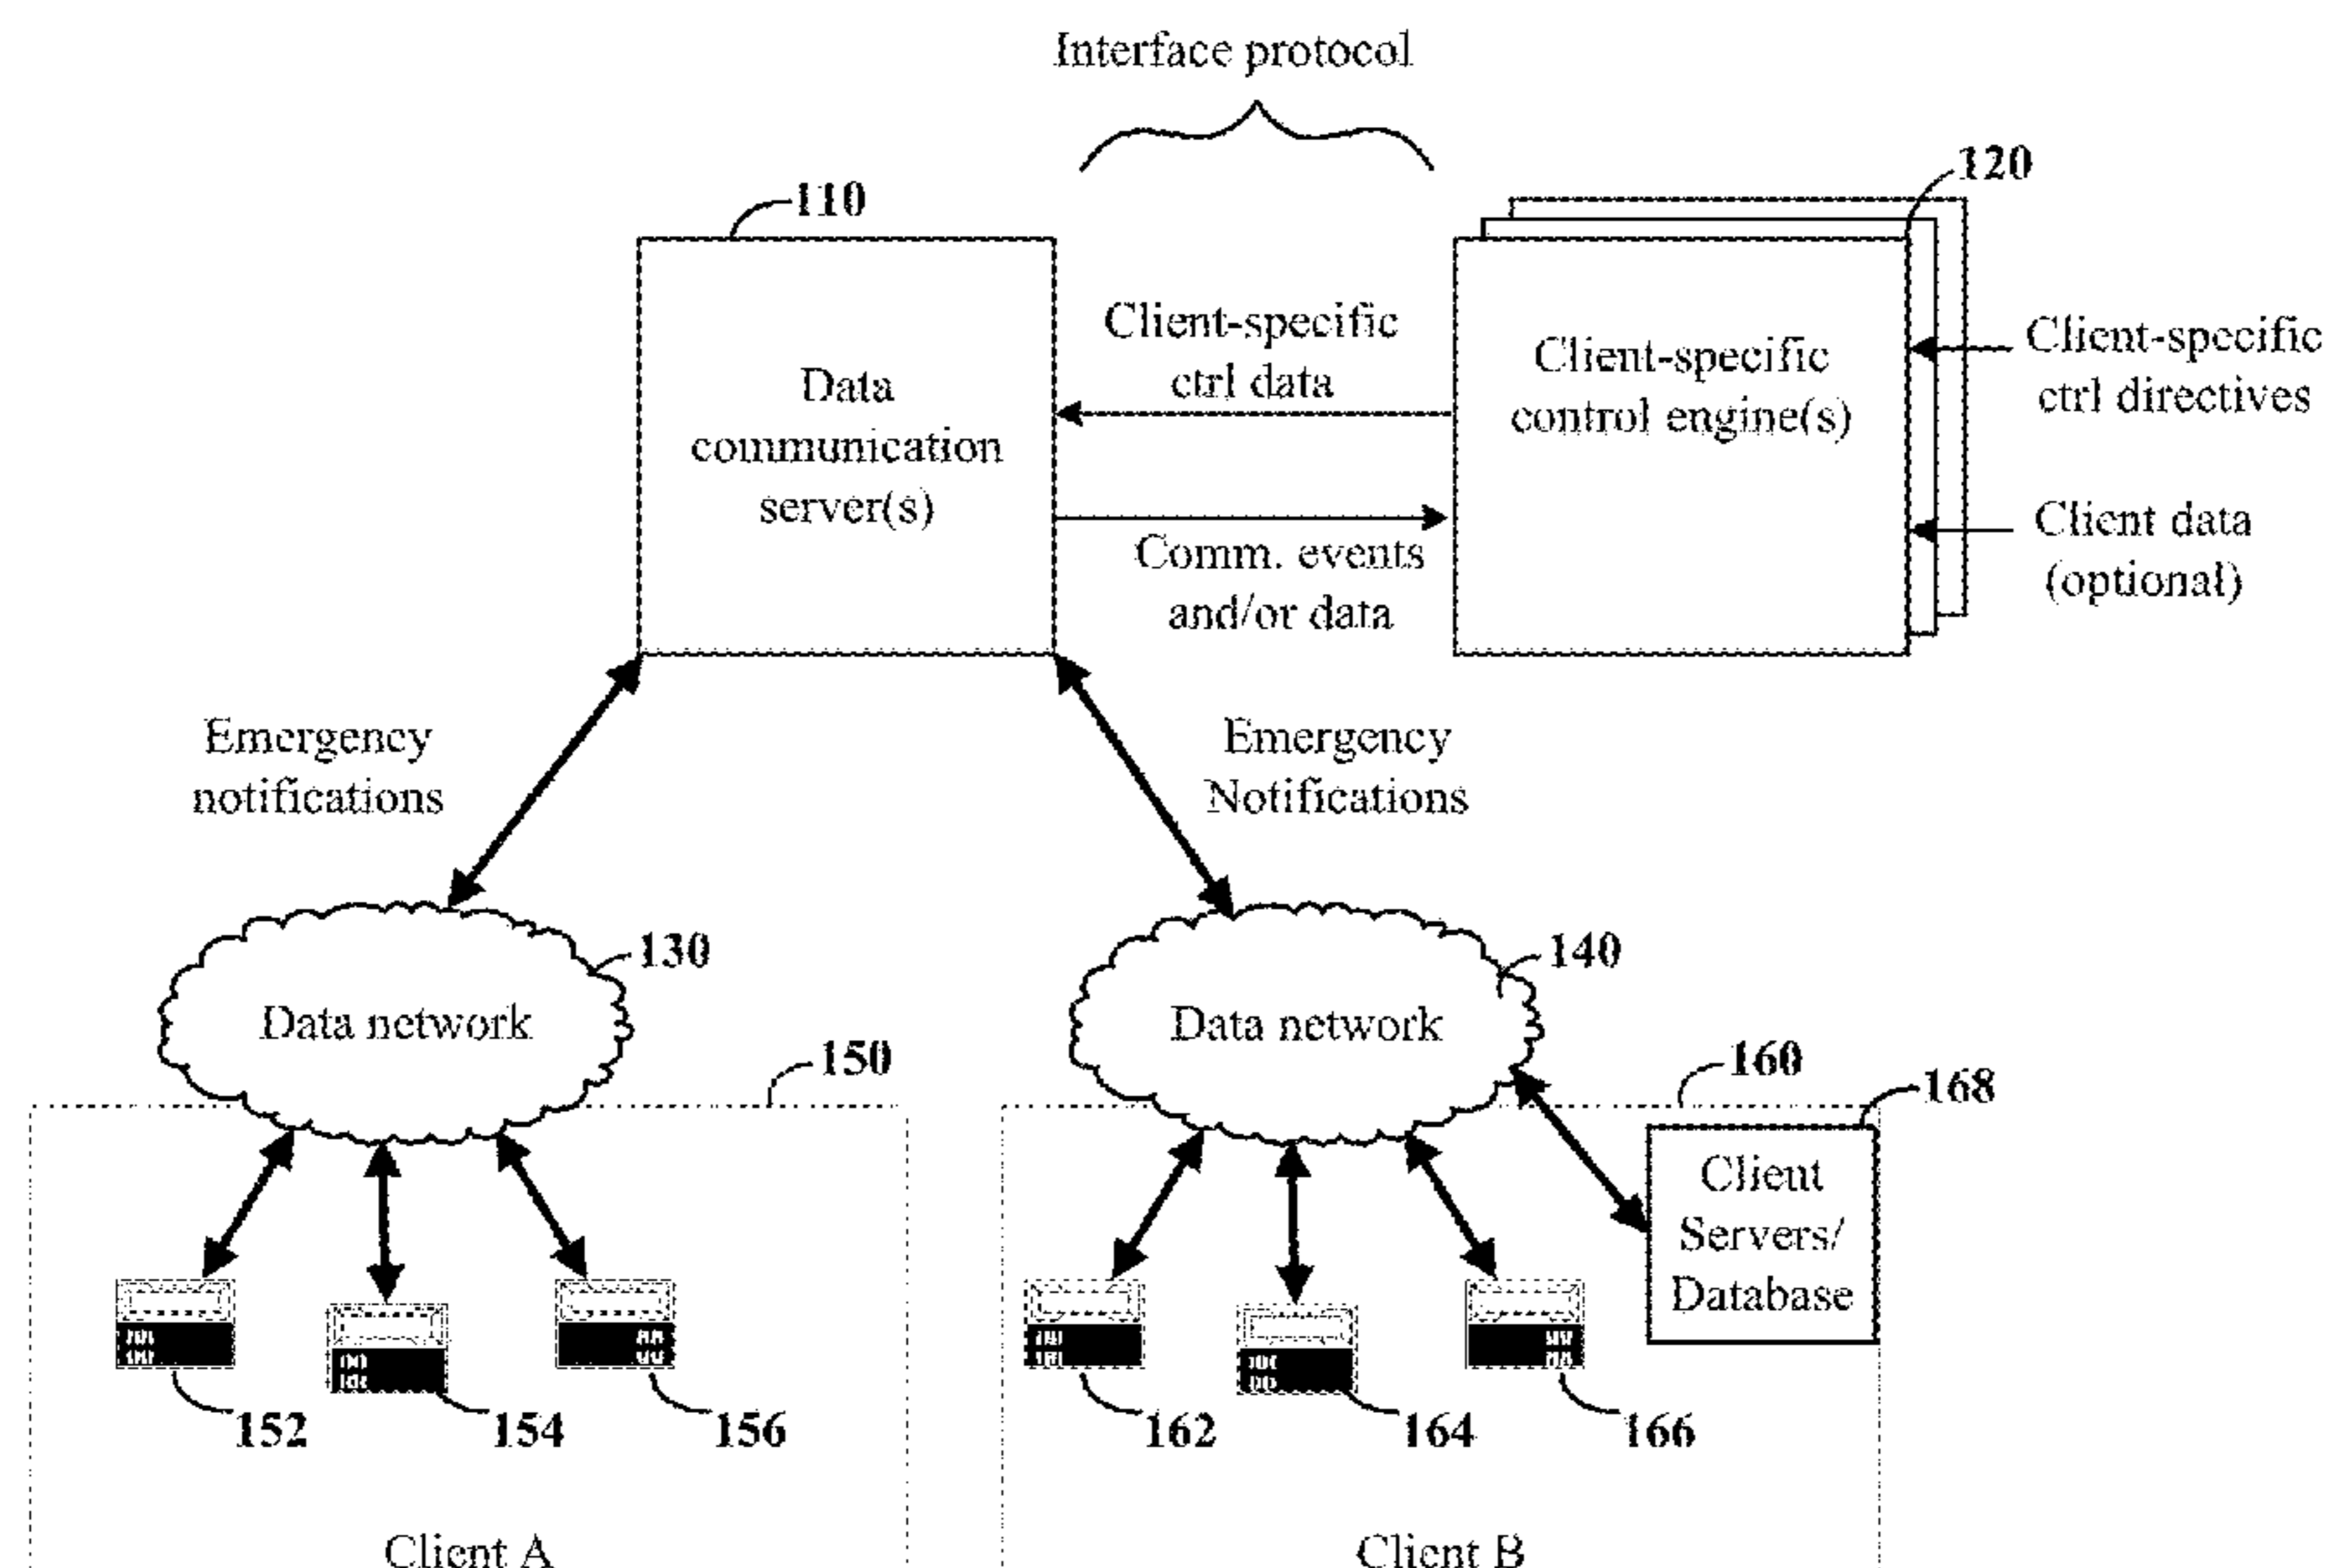 Interface protocol
110
120
Data
communication
server(s)
Client-specific
ctrl data
Comm. events
and/or data
Client-specific
control engine(s)
Client-specific
ctrl directives
Client data
(optional)
Emergency
notifications
Emergency
Notifications
130
Data network
140
Data network
150
160
168
Client
Servers/
Database
152
154
156
162
164
166
Client A
Client B